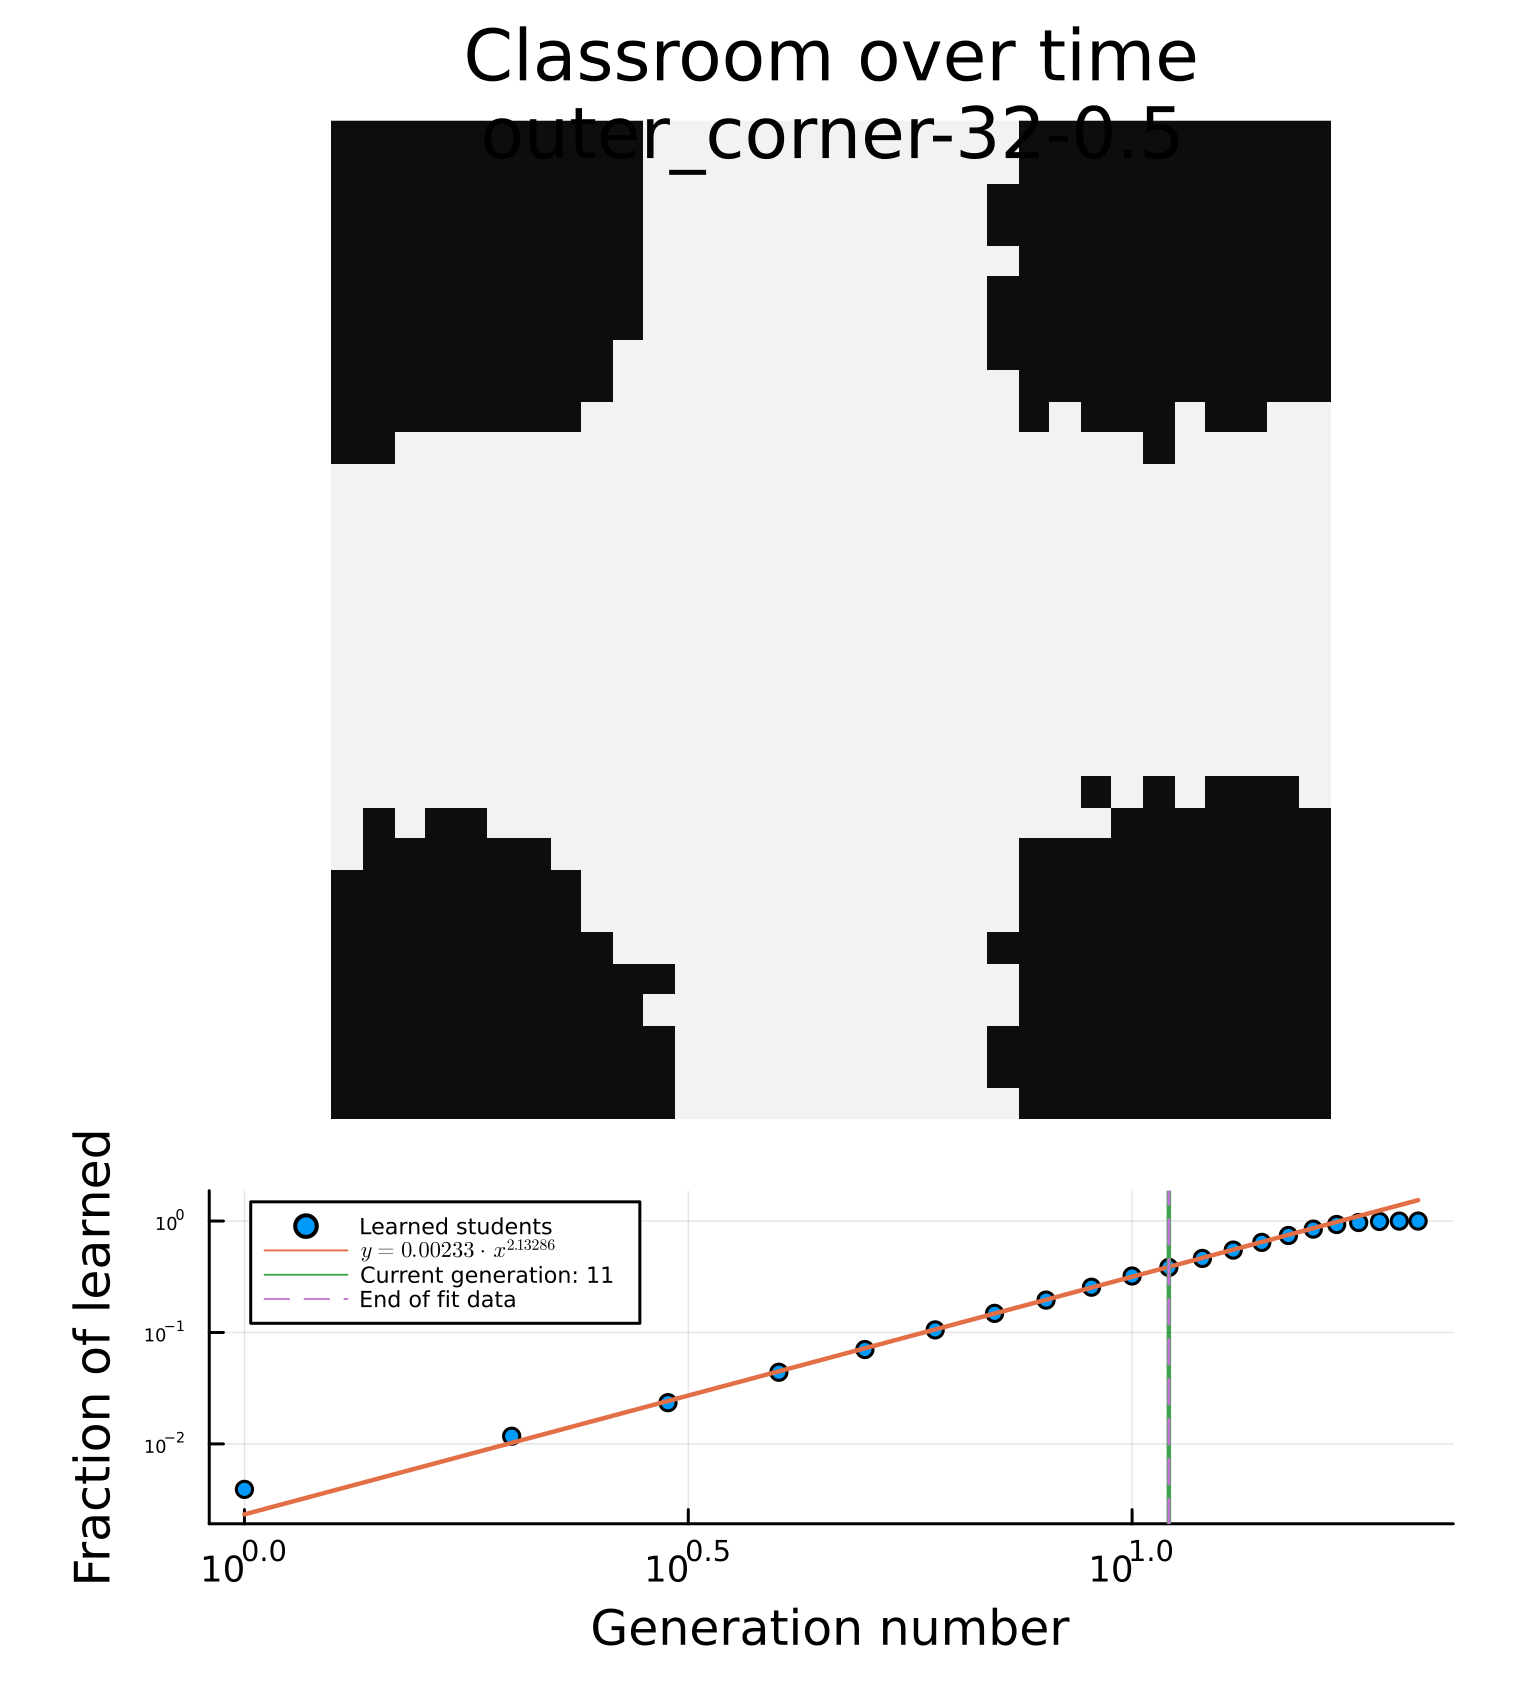 Classroom over time
outer_corner-32-0.5
Fraction of learned
10⁰
10⁻¹
10⁻²
Learned students
y = 0.00233 · x^2.13286
Current generation: 11
End of fit data
10^0.0
10^0.5
10^1.0
Generation number